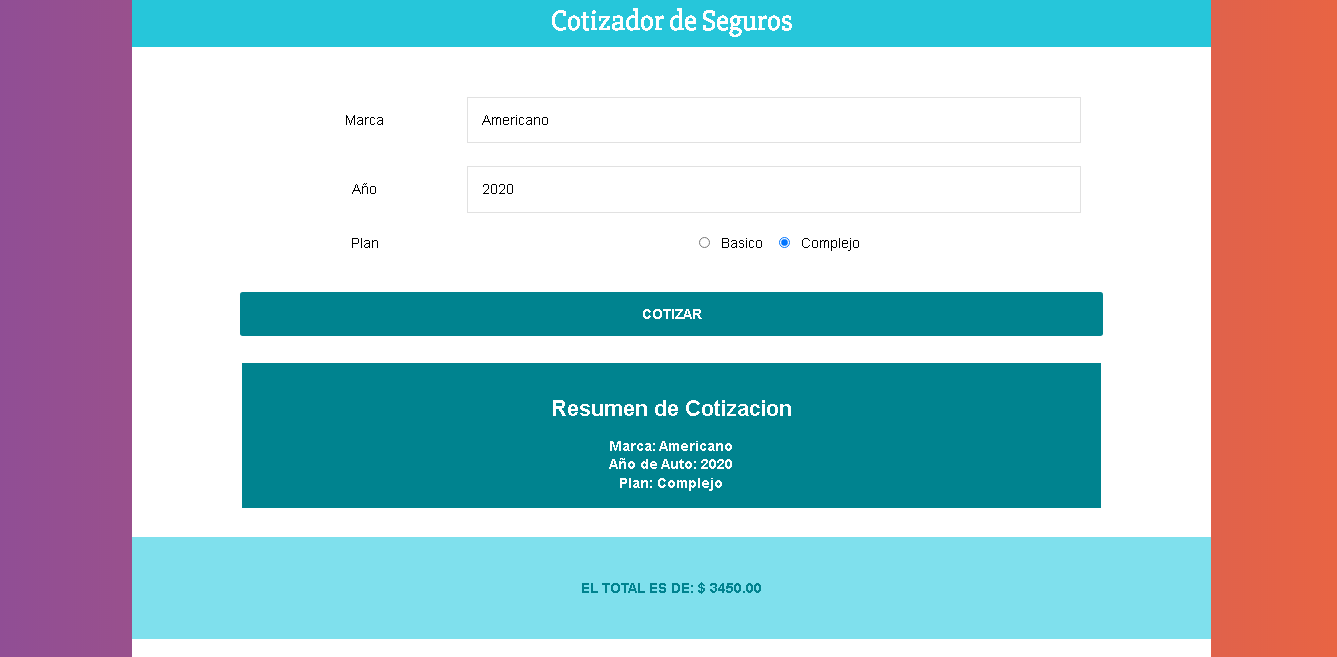 Cotizador de Seguros
Marca
Americano
Año
2020
Plan
Basico
Complejo
COTIZAR
Resumen de Cotizacion
Marca: Americano
Año de Auto: 2020
Plan: Complejo
EL TOTAL ES DE: $ 3450.00